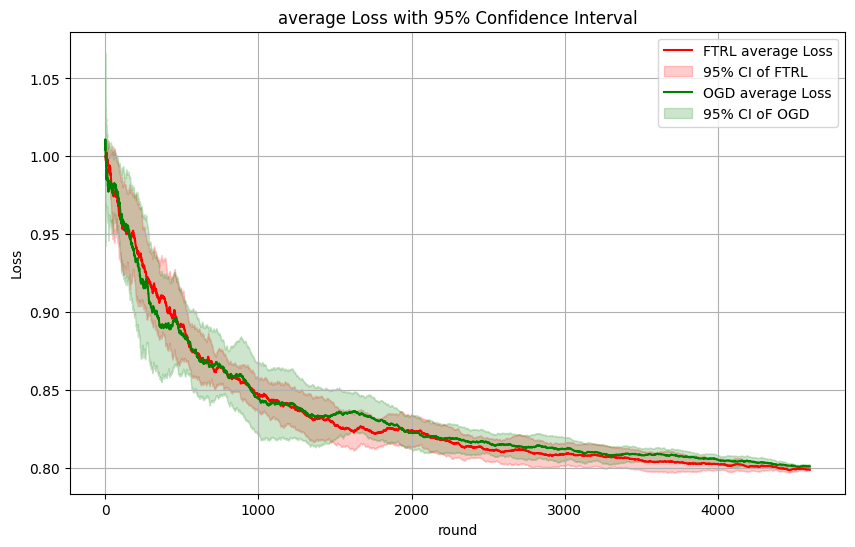 average Loss with 95% Confidence Interval
FTRL average Loss
95% CI of FTRL
OGD average Loss
95% CI oF OGD
1.05
1.00
0.95
0.90
0.85
0.80
Loss
0
1000
2000
3000
4000
round